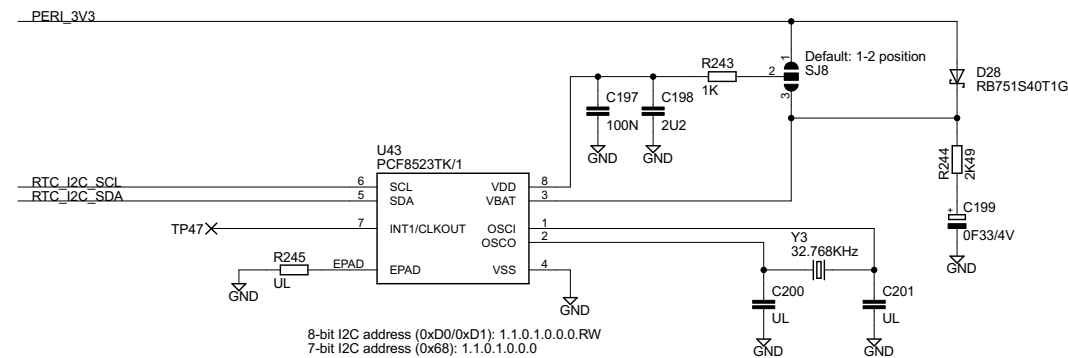 PERI_3V3
Default: 1-2 position
SJ8
1
2
3
R243
1K
D28
RB751S40T1G
C197
100N
C198
2U2
GND
GND
R244
2K49
U43
PCF8523TK/1
RTC_I2C_SCL
6
SCL
VDD
8
RTC_I2C_SDA
5
SDA
VBAT
3
C199
+
0F33/4V
GND
TP47
7
INT1/CLKOUT
OSCI
1
OSCO
2
Y3
32.768KHz
R245
UL
EPAD
EPAD
VSS
4
GND
GND
C200
UL
C201
UL
GND
GND
8-bit I2C address (0xD0/0xD1): 1.1.0.1.0.0.0.RW
7-bit I2C address (0x68): 1.1.0.1.0.0.0